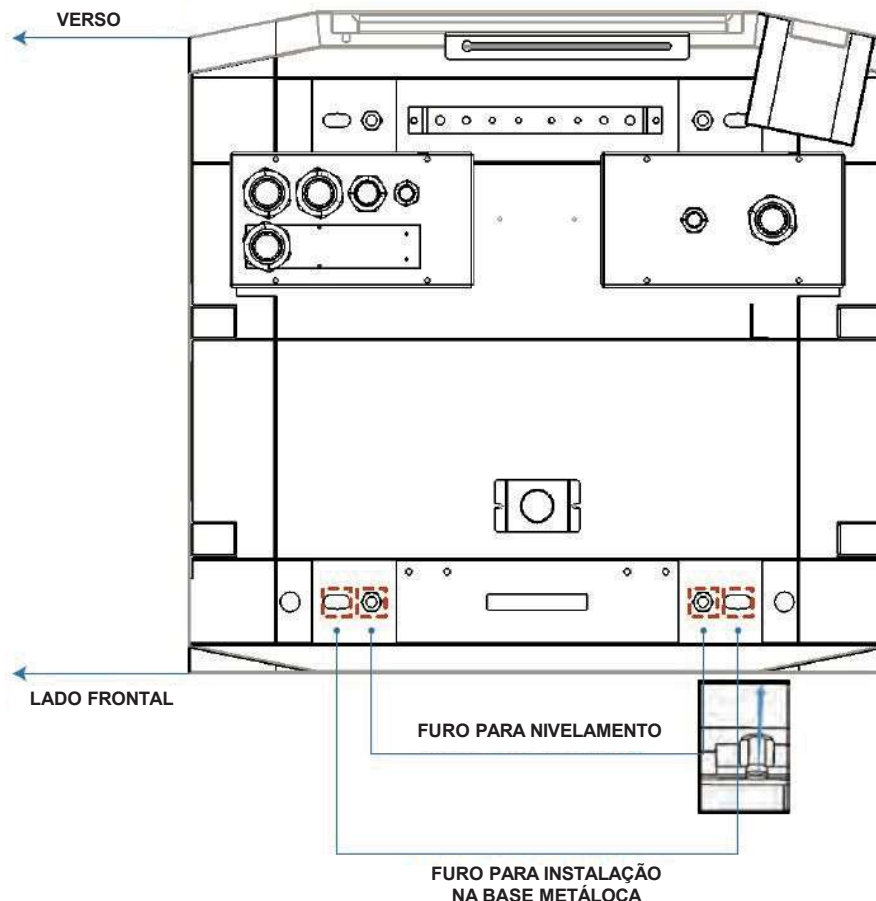 VERSO
LADO FRONTAL
FURO PARA NIVELAMENTO
FURO PARA INSTALAÇÃO
NA BASE METÁLOCA